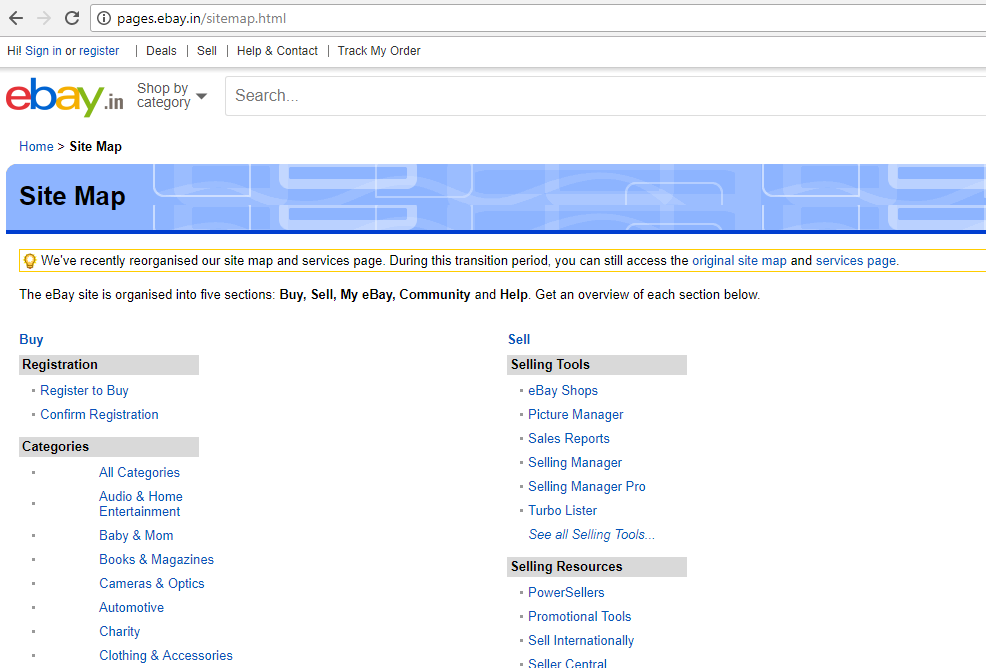 pages.ebay.in/sitemap.html
Hi! Sign in or register | Deals | Sell | Help & Contact | Track My Order
ebay.in
Shop by
category
Search...
Home > Site Map
Site Map
We've recently reorganised our site map and services page. During this transition period, you can still access the original site map and services page.
The eBay site is organised into five sections: Buy, Sell, My eBay, Community and Help. Get an overview of each section below.
Buy
Registration
Register to Buy
Confirm Registration
Categories
All Categories
Audio & Home
Entertainment
Baby & Mom
Books & Magazines
Cameras & Optics
Automotive
Charity
Clothing & Accessories
Sell
Selling Tools
eBay Shops
Picture Manager
Sales Reports
Selling Manager
Selling Manager Pro
Turbo Lister
See all Selling Tools...
Selling Resources
PowerSellers
Promotional Tools
Sell Internationally
Seller Central